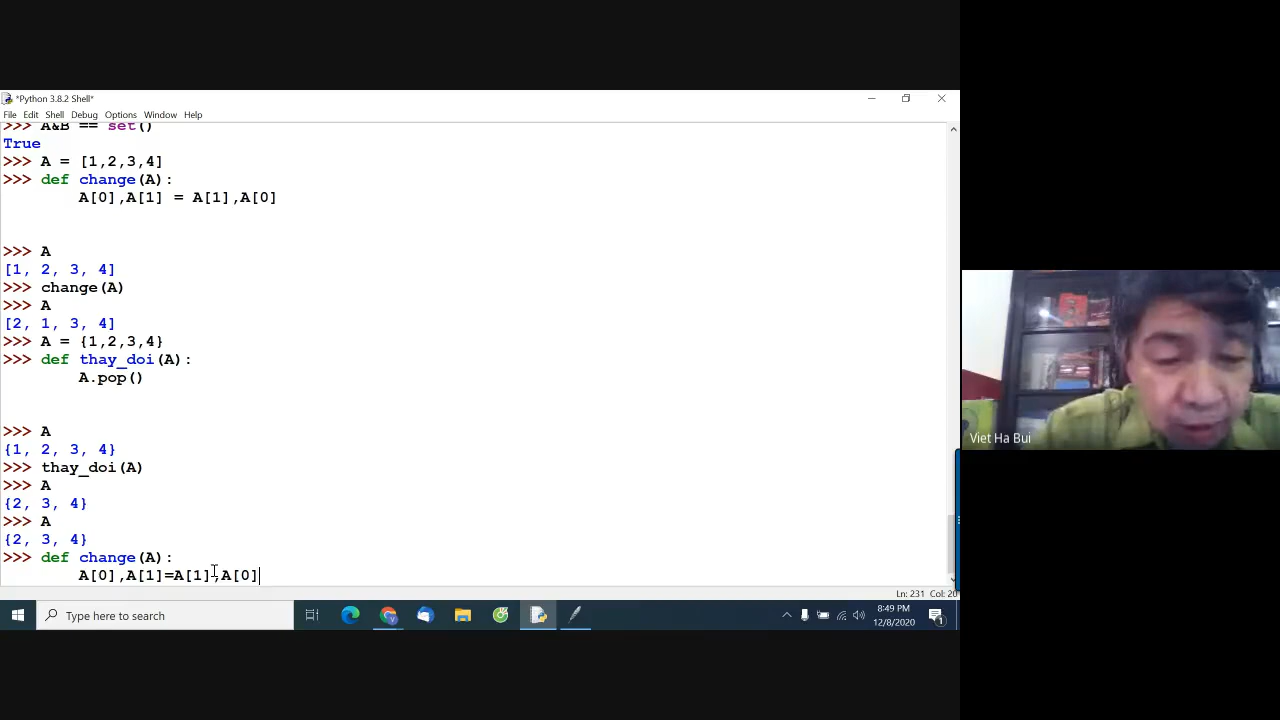 *Python 3.8.2 Shell*
File Edit Shell Debug Options Window Help
>>> A&B == set()
True
>>> A = [1,2,3,4]
>>> def change(A):
        A[0],A[1] = A[1],A[0]
>>> A
[1, 2, 3, 4]
>>> change(A)
>>> A
[2, 1, 3, 4]
>>> A = {1,2,3,4}
>>> def thay_doi(A):
        A.pop()
>>> A
{1, 2, 3, 4}
>>> thay_doi(A)
>>> A
{2, 3, 4}
>>> A
{2, 3, 4}
>>> def change(A):
        A[0],A[1]=A[1],A[0]
Ln: 231 Col: 20
Type here to search
8:49 PM
12/8/2020
1
Viet Ha Bui